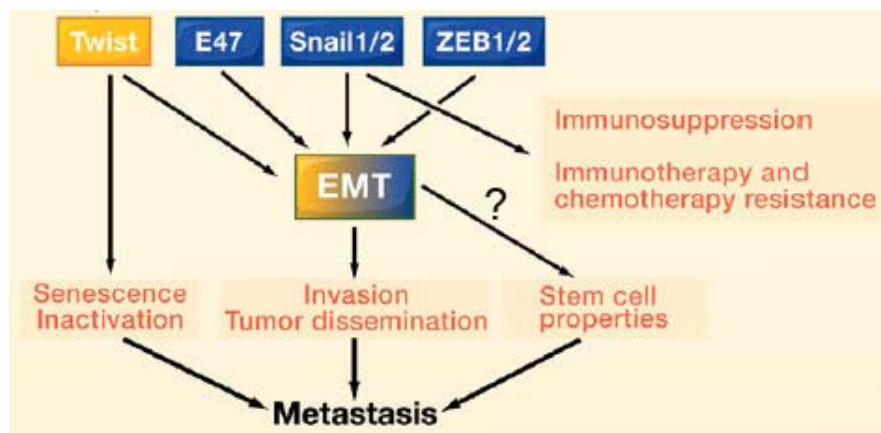 Twist
E47
Snail1/2
ZEB1/2
Immunosuppression
Immunotherapy and
chemotherapy resistance
EMT
?
Senescence
Inactivation
Invasion
Tumor dissemination
Stem cell
properties
Metastasis